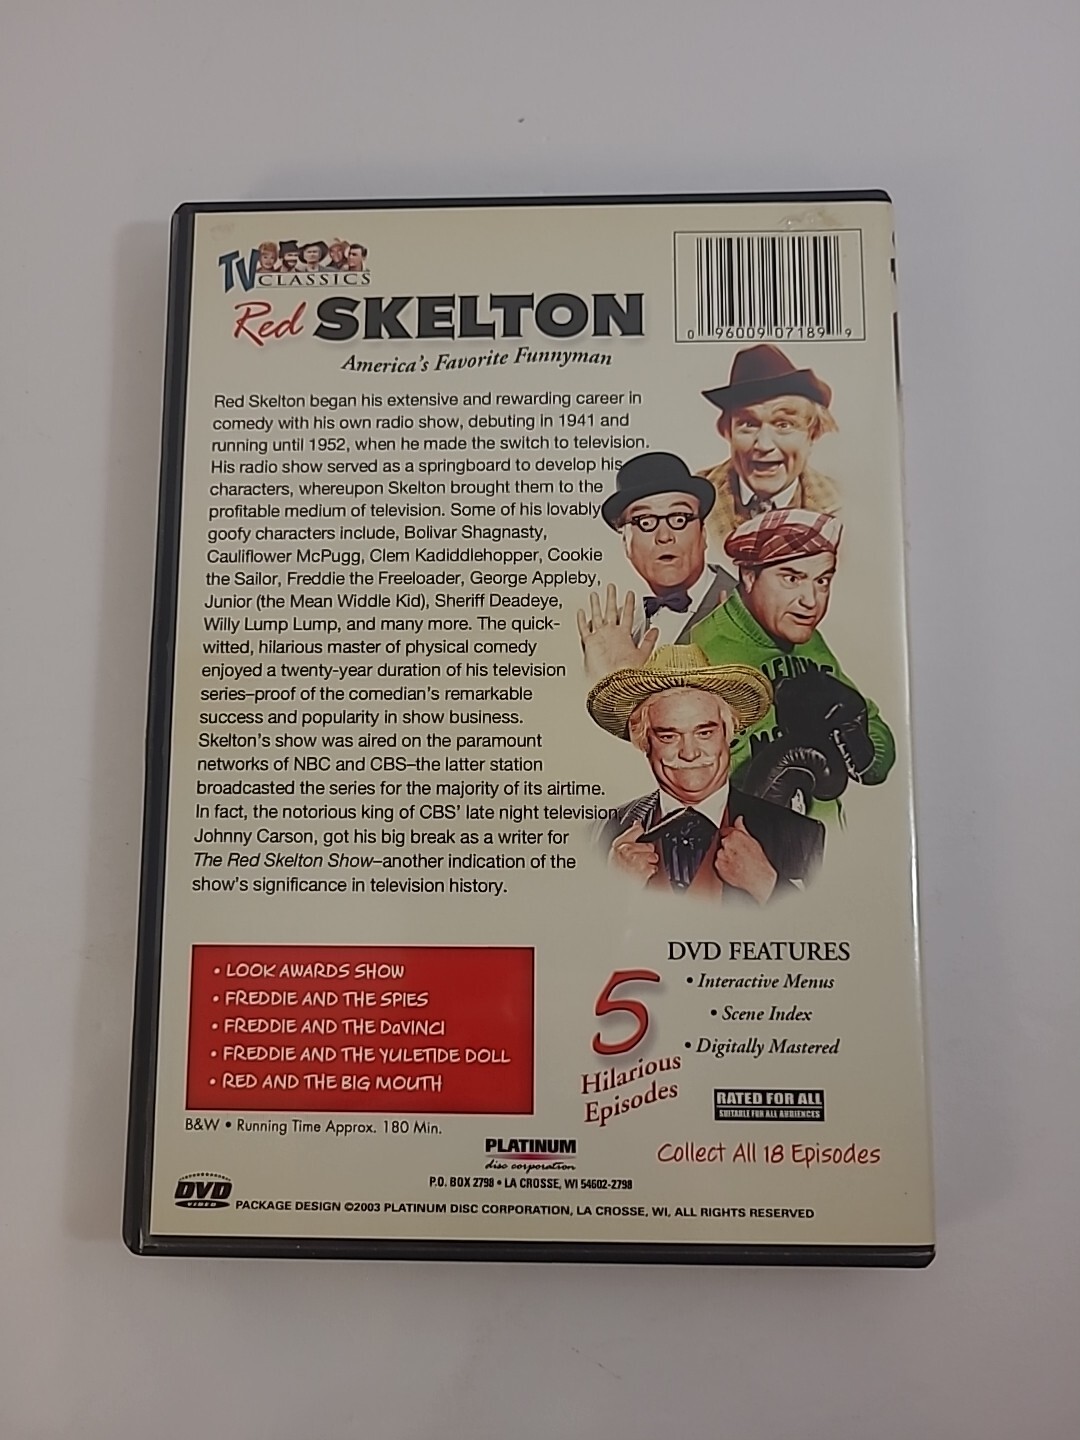 TV CLASSICS
Red SKELTON
America's Favorite Funnyman
0 96009 07189 9
Red Skelton began his extensive and rewarding career in
comedy with his own radio show, debuting in 1941 and
running until 1952, when he made the switch to television.
His radio show served as a springboard to develop his
characters, whereupon Skelton brought them to the
profitable medium of television. Some of his lovably
goofy characters include, Bolivar Shagnasty,
Cauliflower McPugg, Clem Kadiddlehopper, Cookie
the Sailor, Freddie the Freeloader, George Appleby,
Junior (the Mean Widdle Kid), Sheriff Deadeye,
Willy Lump Lump, and many more. The quick-
witted, hilarious master of physical comedy
enjoyed a twenty-year duration of his television
series–proof of the comedian's remarkable
success and popularity in show business.
Skelton's show was aired on the paramount
networks of NBC and CBS–the latter station
broadcasted the series for the majority of its airtime.
In fact, the notorious king of CBS' late night television,
Johnny Carson, got his big break as a writer for
The Red Skelton Show–another indication of the
show's significance in television history.
• LOOK AWARDS SHOW
• FREDDIE AND THE SPIES
• FREDDIE AND THE DaVINCI
• FREDDIE AND THE YULETIDE DOLL
• RED AND THE BIG MOUTH
5
Hilarious
Episodes
DVD FEATURES
• Interactive Menus
• Scene Index
• Digitally Mastered
RATED FOR ALL
SUITABLE FOR ALL AUDIENCES
B&W • Running Time Approx. 180 Min.
Collect All 18 Episodes
PLATINUM
disc corporation
P.O. BOX 2798 • LA CROSSE, WI 54602-2798
DVD
VIDEO
PACKAGE DESIGN ©2003 PLATINUM DISC CORPORATION, LA CROSSE, WI, ALL RIGHTS RESERVED